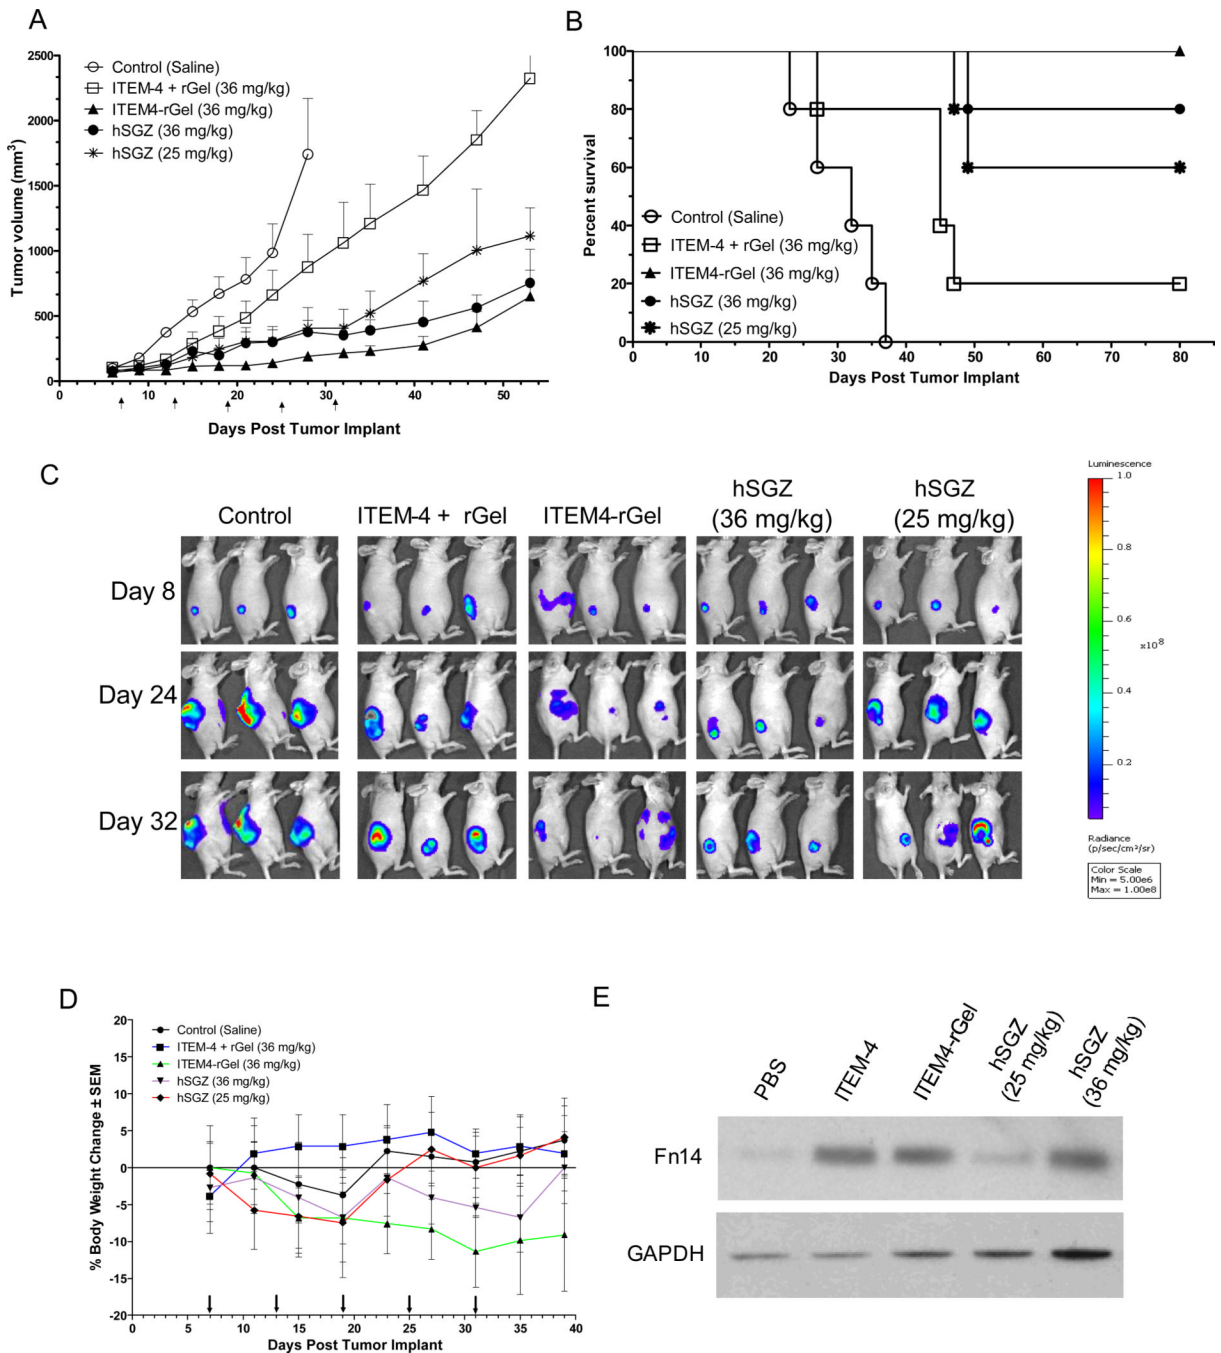 A
2500
2000
1500
1000
500
0
Tumor volume (mm³)
Control (Saline)
ITEM-4 + rGel (36 mg/kg)
ITEM4-rGel (36 mg/kg)
hSGZ (36 mg/kg)
hSGZ (25 mg/kg)
0 10 20 30 40 50
Days Post Tumor Implant
B
100
80
60
40
20
0
Percent survival
Control (Saline)
ITEM-4 + rGel (36 mg/kg)
ITEM4-rGel (36 mg/kg)
hSGZ (36 mg/kg)
hSGZ (25 mg/kg)
0 10 20 30 40 50 60 70 80
Days Post Tumor Implant
C
Control
ITEM-4 + rGel
ITEM4-rGel
hSGZ
(36 mg/kg)
hSGZ
(25 mg/kg)
Day 8
Day 24
Day 32
Luminescence
1.0
0.8
0.6
x10⁸
0.4
0.2
Radiance
(p/sec/cm²/sr)
Color Scale
Min = 5.00e6
Max = 1.00e8
D
20
15
10
5
0
-5
-10
-15
-20
% Body Weight Change ± SEM
Control (Saline)
ITEM-4 + rGel (36 mg/kg)
ITEM4-rGel (36 mg/kg)
hSGZ (36 mg/kg)
hSGZ (25 mg/kg)
0 5 10 15 20 25 30 35 40
Days Post Tumor Implant
E
PBS
ITEM-4
ITEM4-rGel
hSGZ
(25 mg/kg)
hSGZ
(36 mg/kg)
Fn14
GAPDH